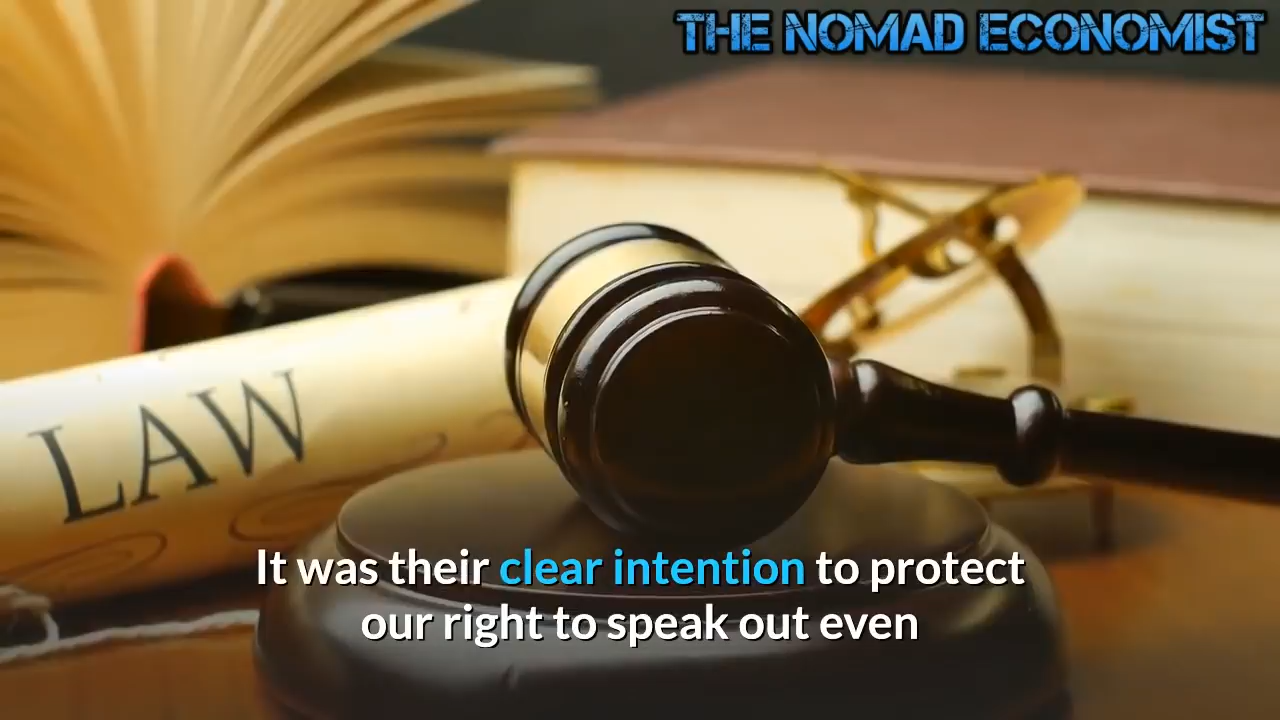 THE NOMAD ECONOMIST
LAW
It was their clear intention to protect
our right to speak out even